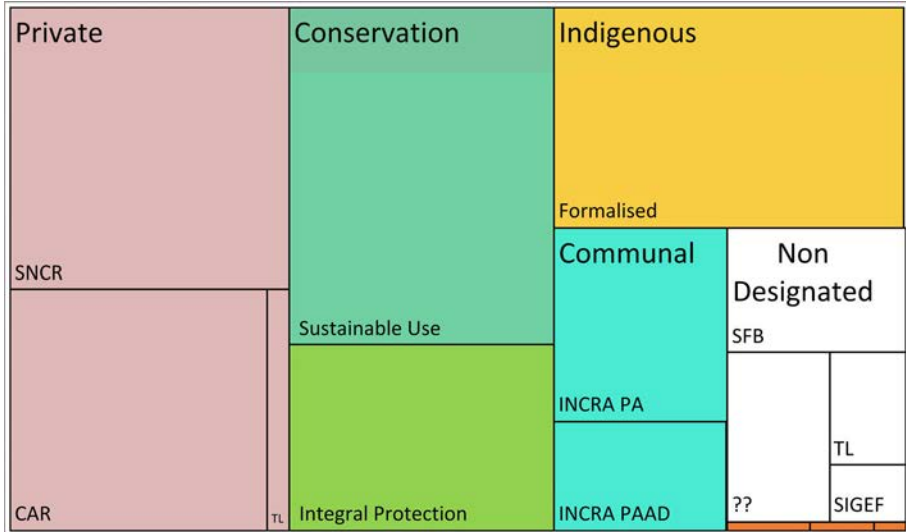 Private
SNCR
CAR
TL
Conservation
Sustainable Use
Integral Protection
Indigenous
Formalised
Communal
INCRA PA
INCRA PAAD
Non
Designated
SFB
??
TL
SIGEF